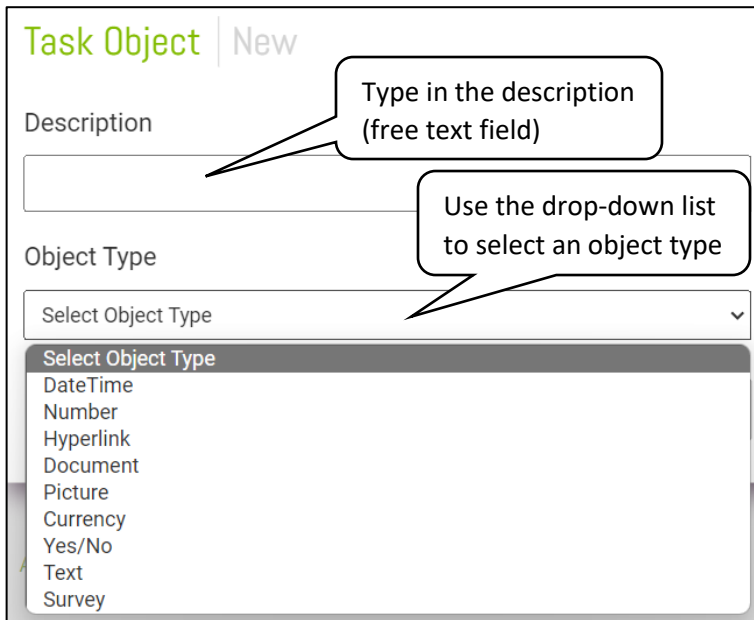 Task Object New
Type in the description
(free text field)
Description
Use the drop-down list
to select an object type
Object Type
Select Object Type
Select Object Type
DateTime
Number
Hyperlink
Document
Picture
Currency
Yes/No
Text
Survey